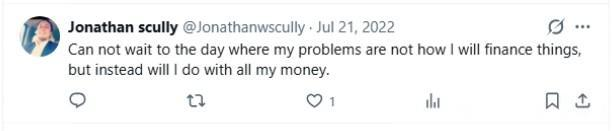 Jonathan scully @Jonathanwscully · Jul 21, 2022
Can not wait to the day where my problems are not how I will finance things,
but instead will I do with all my money.
1